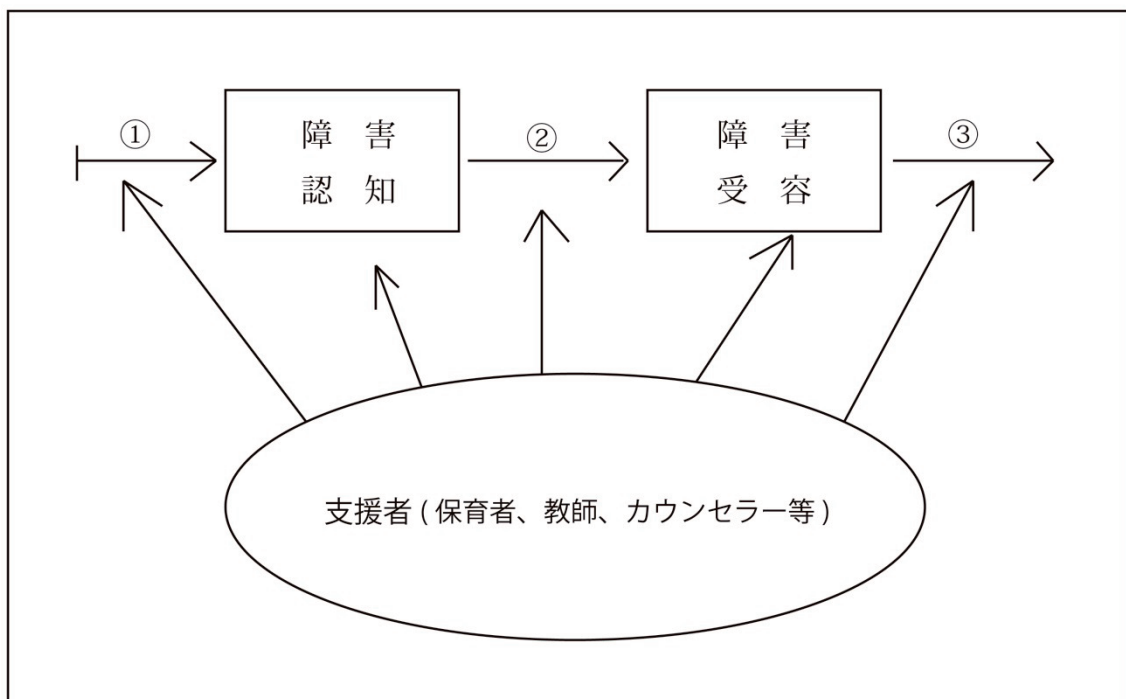 ①
障 害
認 知
②
障 害
受 容
③
支援者 ( 保育者、教師、カウンセラー等 )